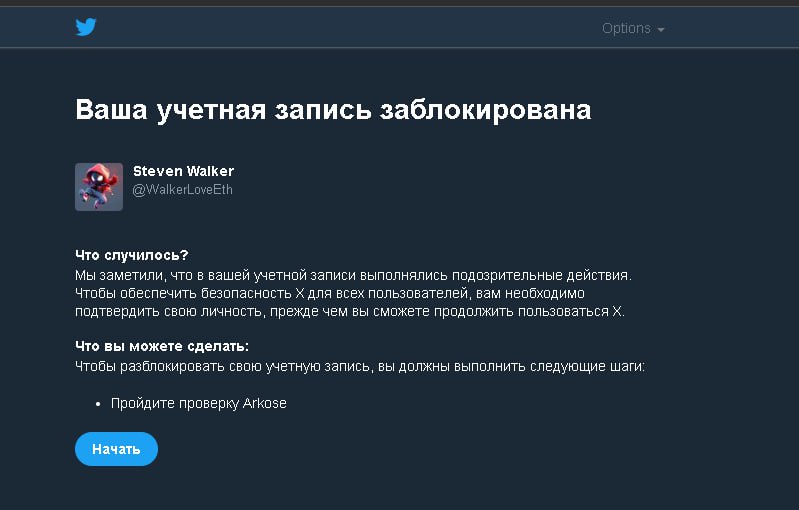 Options
Ваша учетная запись заблокирована
Steven Walker
@WalkerLoveEth
Что случилось?
Мы заметили, что в вашей учетной записи выполнялись подозрительные действия.
Чтобы обеспечить безопасность X для всех пользователей, вам необходимо
подтвердить свою личность, прежде чем вы сможете продолжить пользоваться X.
Что вы можете сделать:
Чтобы разблокировать свою учетную запись, вы должны выполнить следующие шаги:
• Пройдите проверку Arkose
Начать